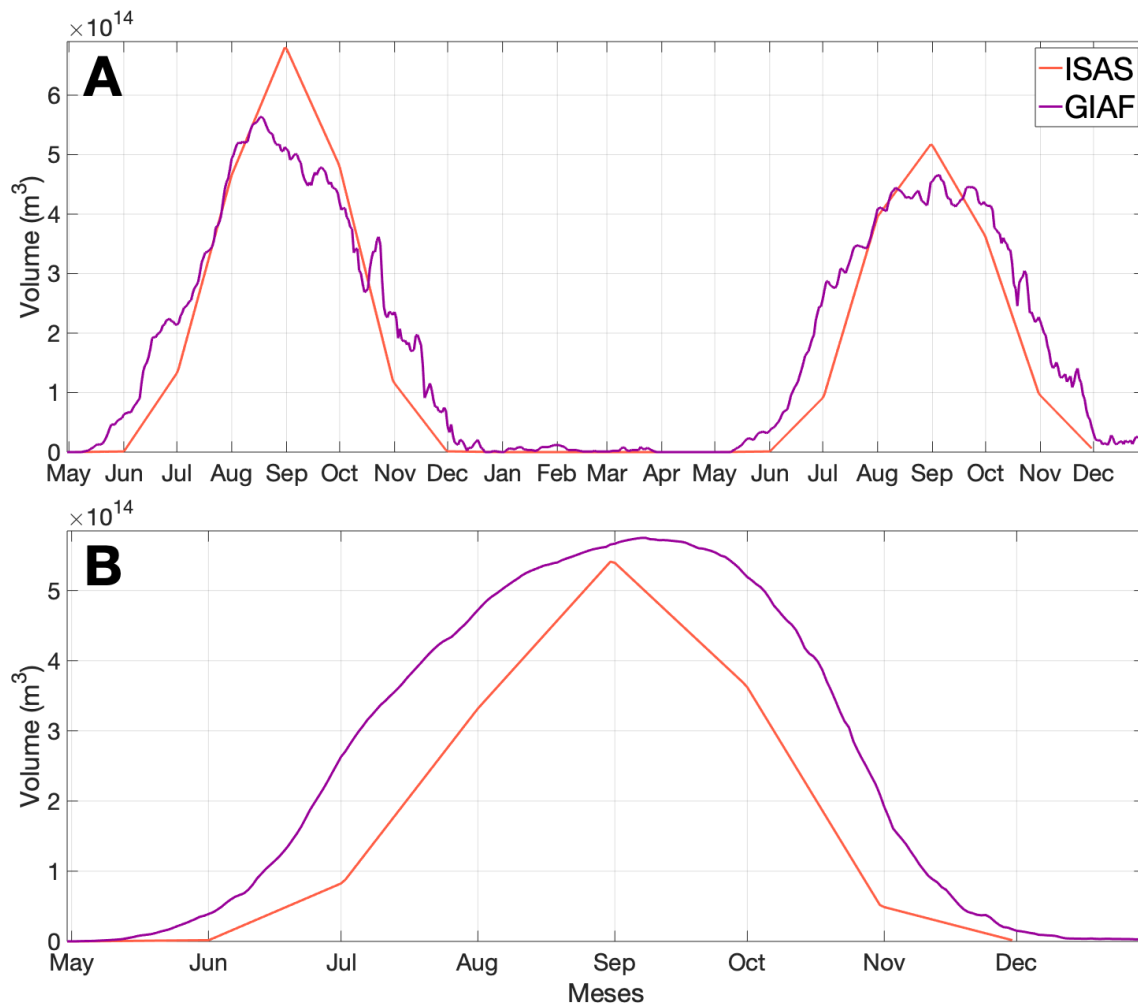 ×10^14
A
ISAS
GIAF
Volume (m^3)
6
5
4
3
2
1
0
May Jun Jul Aug Sep Oct Nov Dec Jan Feb Mar Apr May Jun Jul Aug Sep Oct Nov Dec
×10^14
B
Volume (m^3)
5
4
3
2
1
0
May Jun Jul Aug Sep Oct Nov Dec
Meses